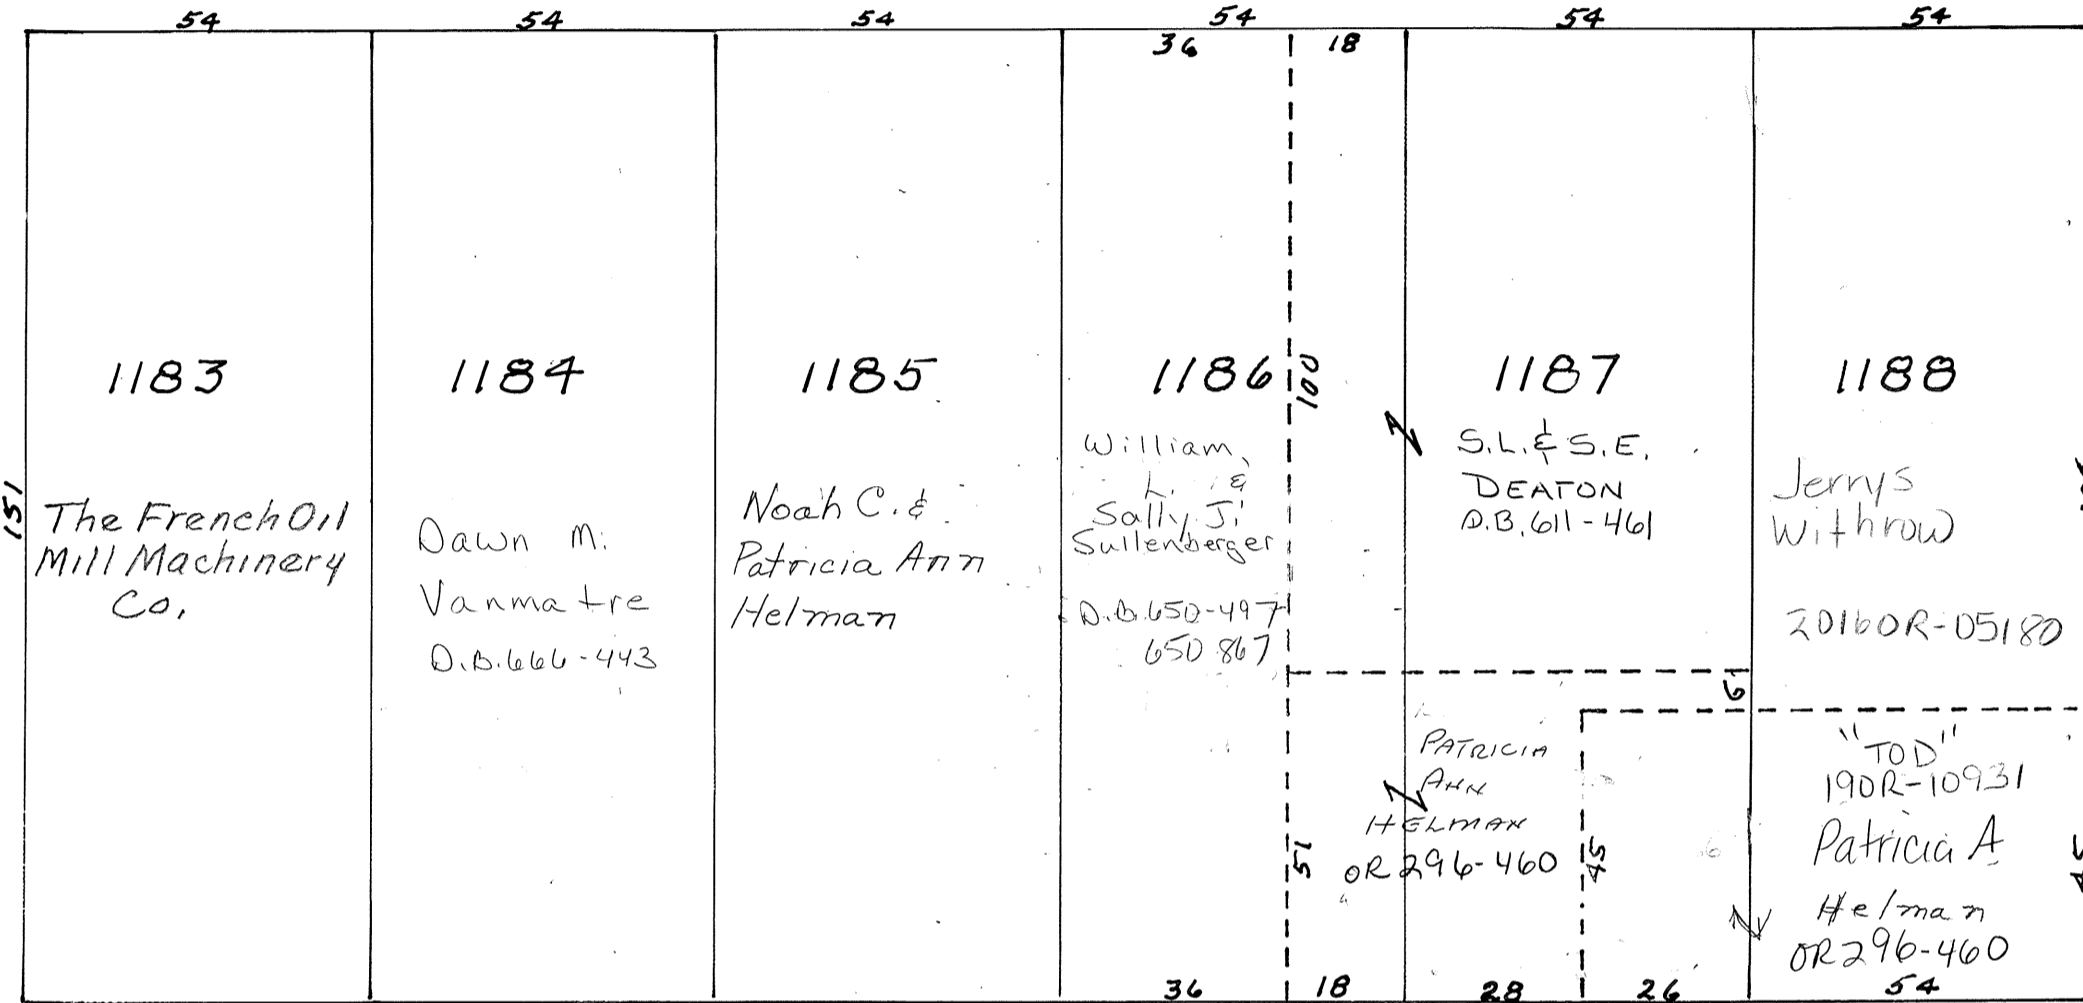 54 54 54 54 54 54
36 18
1183 1184 1185 1186 1187 1188
100
151
The French Oil
Mill Machinery
Co.
Dawn M.
Vanmatre
D.B.666-443
Noah C. &
Patricia Ann
Helman
William
L. &
Sally J.
Sullenberger
D.B.650-497
650 867
S.L. & S.E.
DEATON
D.B. 611-461
Jerry S
Withrow
2016OR-05180
6
PATRICIA
ANN
HELMAN
OR 296-460
51
45
"TOD"
19OR-10931
Patricia A
Helman
OR 296-460
36 18 28 26 54